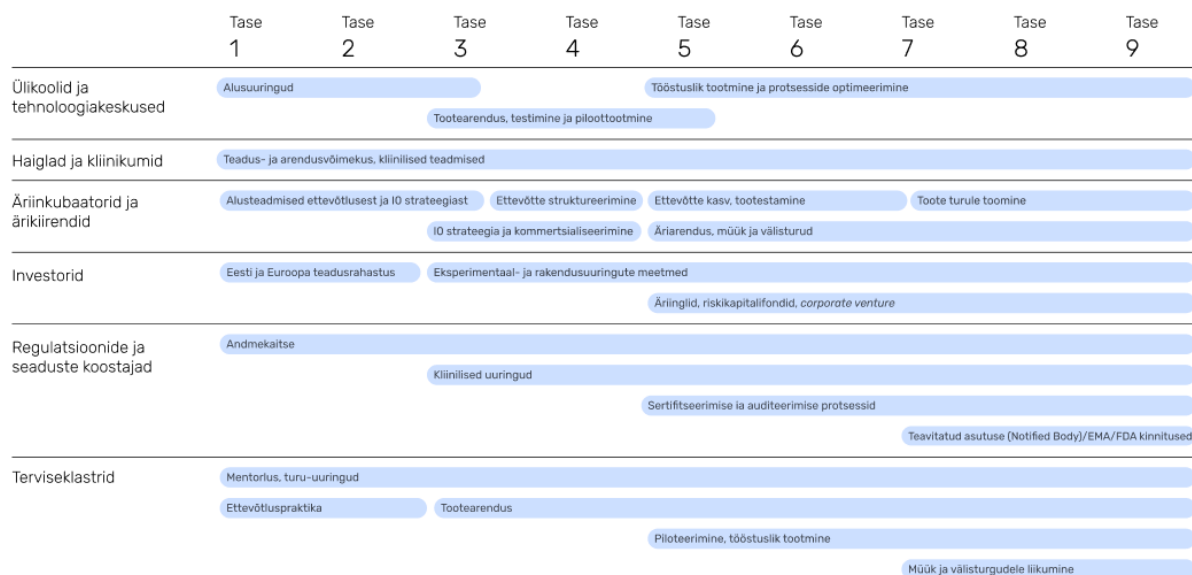 Tase Tase Tase Tase Tase Tase Tase Tase Tase
1 2 3 4 5 6 7 8 9
Ülikoolid ja
tehnoloogiakeskused
Alusuuringud
Tööstuslik tootmine ja protsesside optimeerimine
Tootearendus, testimine ja piloottootmine
Haiglad ja kliinikumid
Teadus- ja arendusvõimekus, kliinilised teadmised
Äriinkubaatorid ja
ärikiirendid
Alusteadmised ettevõtlusest ja IO strateegiast
Ettevõtte struktureerimine
Ettevõtte kasv, tootestamine
Toote turule toomine
IO strateegia ja kommertsialiseerimine
Äriarendus, müük ja välisturud
Investorid
Eesti ja Euroopa teadusrahastus
Eksperimentaal- ja rakendusuuringute meetmed
Äriinglid, riskikapitalifondid, corporate venture
Regulatsioonide ja
seaduste koostajad
Andmekaitse
Kliinilised uuringud
Sertifitseerimise ia auditeerimise protsessid
Teavitatud asutuse (Notified Body)/EMA/FDA kinnitused
Terviseklastrid
Mentorlus, turu-uuringud
Ettevõtluspraktika
Tootearendus
Piloteerimine, tööstuslik tootmine
Müük ja välisturgudele liikumine